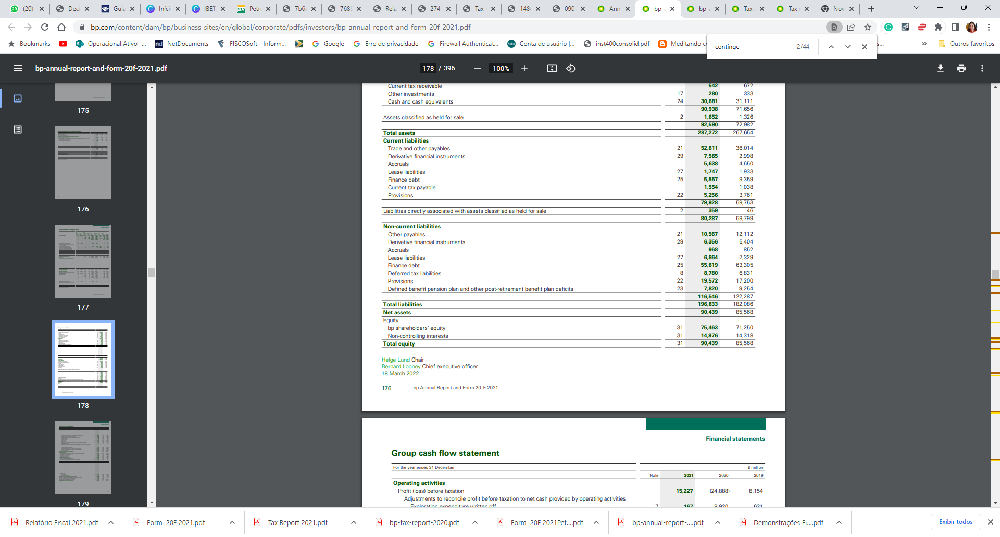 (20) Deci Guia Iníci IBET Petr 7b6c 7689 Rela 274 Tax 148 090 Ann bp-a bp-a Tax Tax Nov
bp.com/content/dam/bp/business-sites/en/global/corporate/pdfs/investors/bp-annual-report-and-form-20f-2021.pdf
Bookmarks Operacional Ativo -... NetDocuments FISCOSoft - Inform... Google Erro de privacidade Firewall Authenticat... Conta de usuário |... inst400consolid.pdf Meditando c s... » Outros favoritos
continge 2/44
bp-annual-report-and-form-20f-2021.pdf 178 / 396 100%
175
176
177
178
179
Current tax receivable 542 672
Other investments 17 280 333
Cash and cash equivalents 24 30,681 31,111
90,938 71,656
Assets classified as held for sale 2 1,652 1,326
92,590 72,982
Total assets 287,272 267,654
Current liabilities
Trade and other payables 21 52,611 36,014
Derivative financial instruments 29 7,565 2,998
Accruals 5,638 4,650
Lease liabilities 27 1,747 1,933
Finance debt 25 5,557 9,359
Current tax payable 1,554 1,038
Provisions 22 5,256 3,761
79,928 59,753
Liabilities directly associated with assets classified as held for sale 2 359 46
80,287 59,799
Non-current liabilities
Other payables 21 10,567 12,112
Derivative financial instruments 29 6,356 5,404
Accruals 968 852
Lease liabilities 27 6,864 7,329
Finance debt 25 55,619 63,305
Deferred tax liabilities 8 8,780 6,831
Provisions 22 19,572 17,200
Defined benefit pension plan and other post-retirement benefit plan deficits 23 7,820 9,254
116,546 122,287
Total liabilities 196,833 182,086
Net assets 90,439 85,568
Equity
bp shareholders' equity 31 75,463 71,250
Non-controlling interests 31 14,976 14,318
Total equity 31 90,439 85,568
Helge Lund Chair
Bernard Looney Chief executive officer
18 March 2022
176 bp Annual Report and Form 20-F 2021
Financial statements
Group cash flow statement
For the year ended 31 December $ million
Note 2021 2020 2019
Operating activities
Profit (loss) before taxation 15,227 (24,888) 8,154
Adjustments to reconcile profit before taxation to net cash provided by operating activities
Exploration expenditure written off 7 167 9,920 631
Relatório Fiscal 2021.pdf Form 20F 2021.pdf Tax Report 2021.pdf bp-tax-report-2020.pdf Form 20F 2021Pet....pdf bp-annual-report-....pdf Demonstrações Fi....pdf Exibir todos